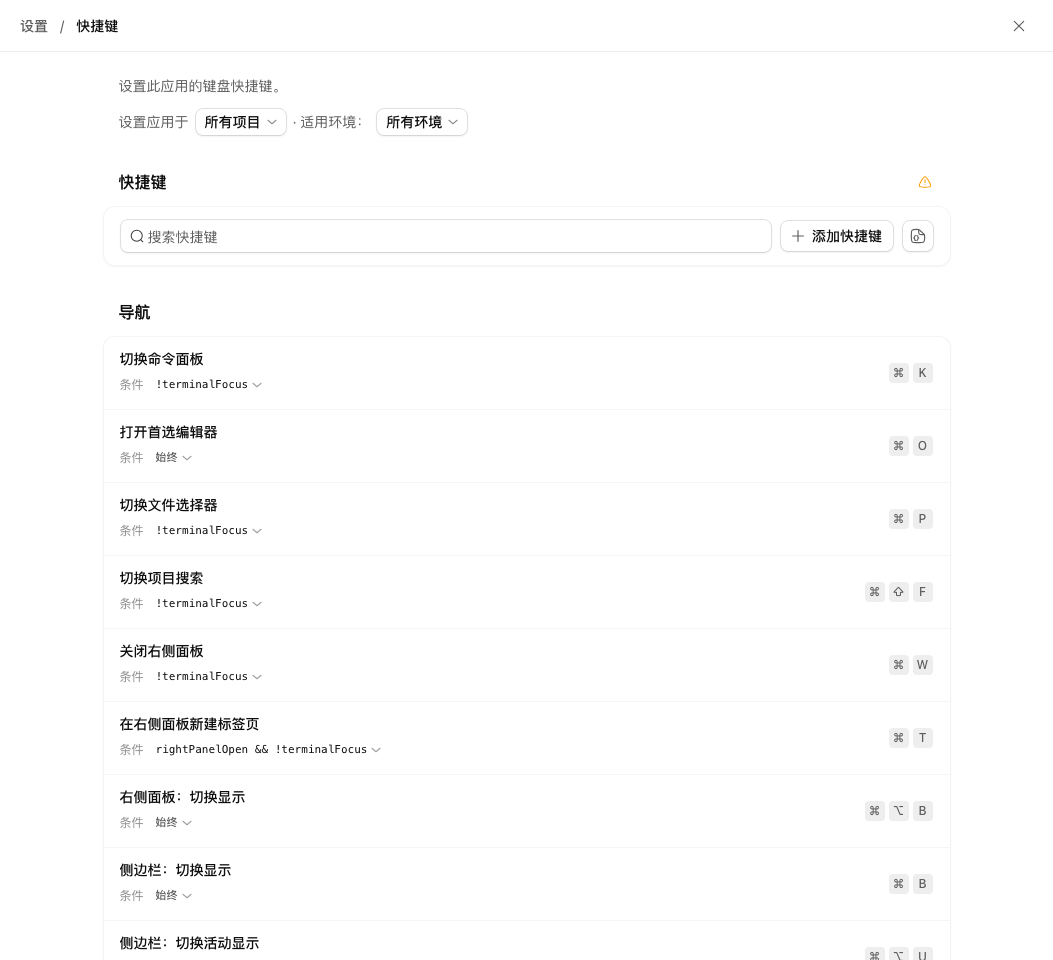 设置 / 快捷键
设置此应用的键盘快捷键。
设置应用于 所有项目 · 适用环境： 所有环境
快捷键
搜索快捷键 添加快捷键
导航
切换命令面板
条件 !terminalFocus
⌘ K
打开首选编辑器
条件 始终
⌘ O
切换文件选择器
条件 !terminalFocus
⌘ P
切换项目搜索
条件 !terminalFocus
⌘ ⇧ F
关闭右侧面板
条件 !terminalFocus
⌘ W
在右侧面板新建标签页
条件 rightPanelOpen && !terminalFocus
⌘ T
右侧面板：切换显示
条件 始终
⌘ ⌥ B
侧边栏：切换显示
条件 始终
⌘ B
侧边栏：切换活动显示
⌘ ⌥ U